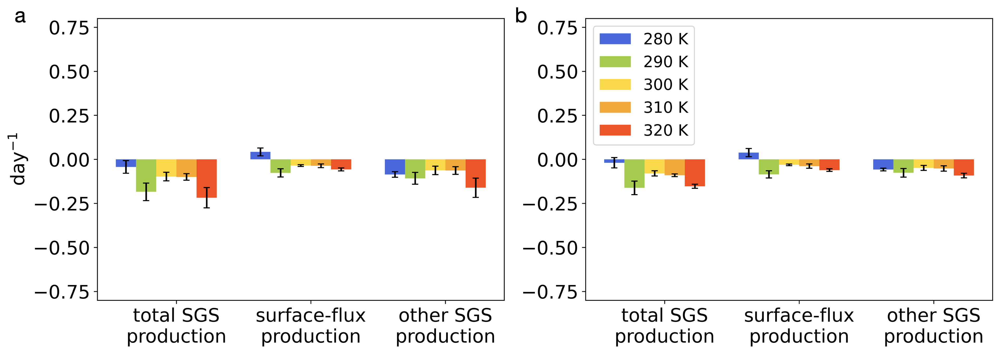 a
0.75
0.50
0.25
0.00
−0.25
−0.50
−0.75
day−1
total SGS
production
surface-flux
production
other SGS
production
b
0.75
0.50
0.25
0.00
−0.25
−0.50
−0.75
280 K
290 K
300 K
310 K
320 K
total SGS
production
surface-flux
production
other SGS
production